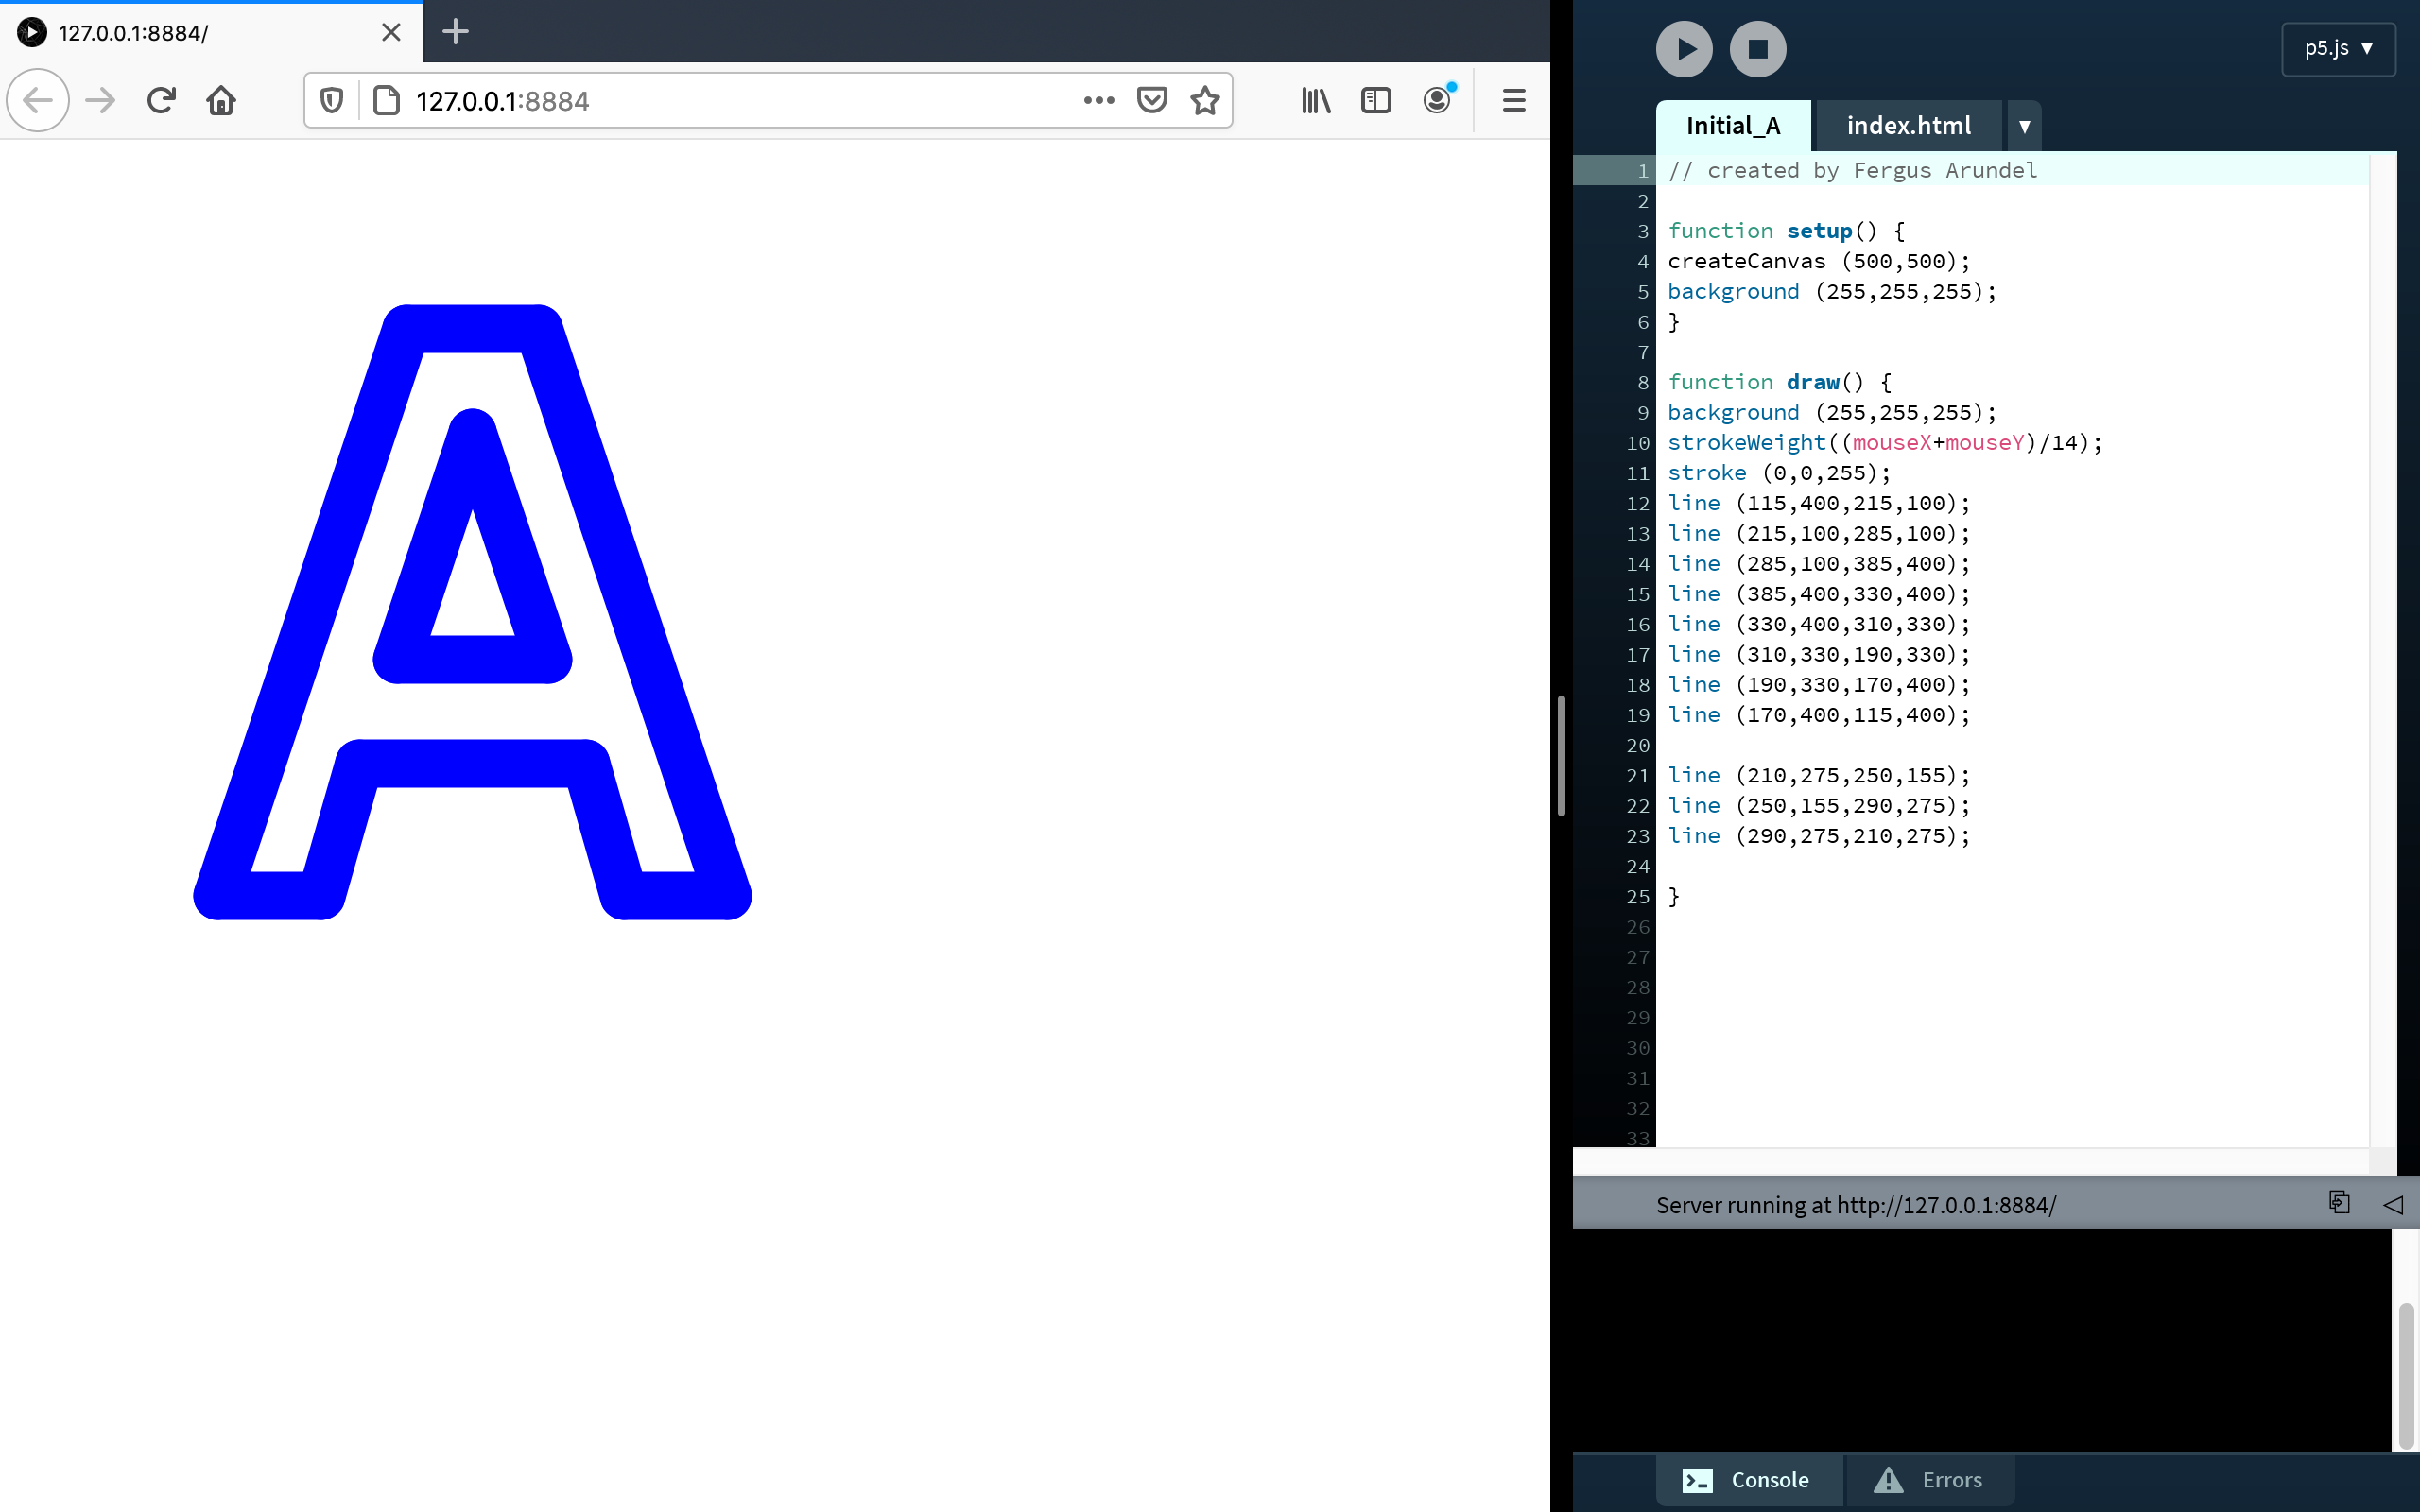 127.0.0.1:8884/
127.0.0.1:8884
p5.js ▼
Initial_A
index.html
▼
1 // created by Fergus Arundel
2
3 function setup() {
4 createCanvas (500,500);
5 background (255,255,255);
6 }
7
8 function draw() {
9 background (255,255,255);
10 strokeWeight((mouseX+mouseY)/14);
11 stroke (0,0,255);
12 line (115,400,215,100);
13 line (215,100,285,100);
14 line (285,100,385,400);
15 line (385,400,330,400);
16 line (330,400,310,330);
17 line (310,330,190,330);
18 line (190,330,170,400);
19 line (170,400,115,400);
20
21 line (210,275,250,155);
22 line (250,155,290,275);
23 line (290,275,210,275);
24
25 }
26
27
28
29
30
31
32
33
A
Server running at http://127.0.0.1:8884/
Console
Errors